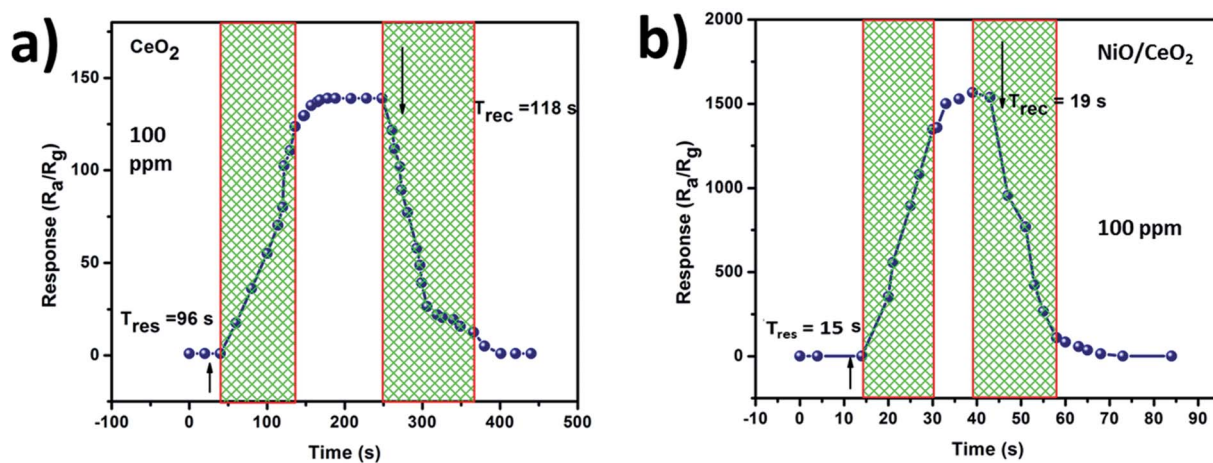 a)
CeO₂
100
ppm
Tres =96 s
Trec =118 s
Response (Rₐ/Rg)
150
100
50
0
-100 0 100 200 300 400 500
Time (s)
b)
NiO/CeO₂
Trec = 19 s
100 ppm
Tres = 15 s
Response (Rₐ/Rg)
2000
1500
1000
500
0
-10 0 10 20 30 40 50 60 70 80 90
Time (s)